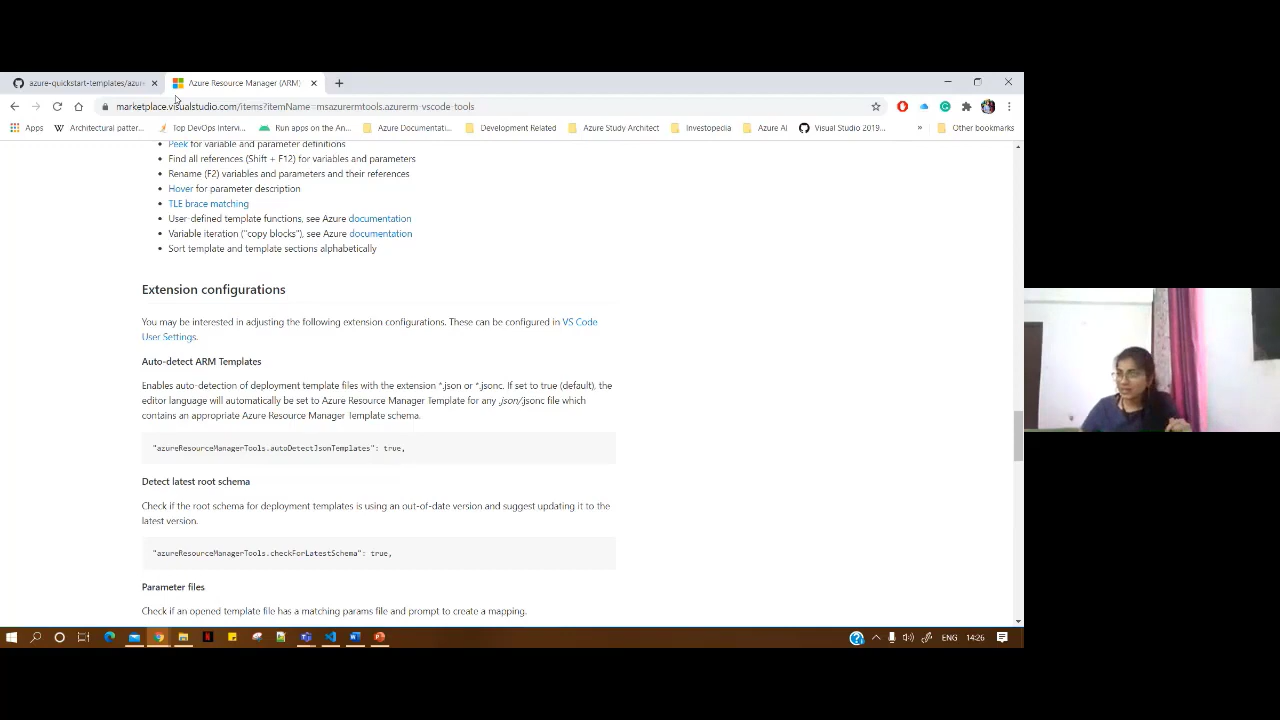 azure-quickstart-templates/azure
Azure Resource Manager (ARM)
marketplace.visualstudio.com/items?itemName=msazurermtools.azurerm-vscode-tools
Apps
Architectural patter...
Top DevOps Intervi...
Run apps on the An...
Azure Documentati...
Development Related
Azure Study Architect
Investopedia
Azure AI
Visual Studio 2019...
»
Other bookmarks
Peek for variable and parameter definitions
Find all references (Shift + F12) for variables and parameters
Rename (F2) variables and parameters and their references
Hover for parameter description
TLE brace matching
User-defined template functions, see Azure documentation
Variable iteration ("copy blocks"), see Azure documentation
Sort template and template sections alphabetically
Extension configurations
You may be interested in adjusting the following extension configurations. These can be configured in VS Code
User Settings.
Auto-detect ARM Templates
Enables auto-detection of deployment template files with the extension *.json or *.jsonc. If set to true (default), the
editor language will automatically be set to Azure Resource Manager Template for any .json/.jsonc file which
contains an appropriate Azure Resource Manager Template schema.
"azureResourceManagerTools.autoDetectJsonTemplates": true,
Detect latest root schema
Check if the root schema for deployment templates is using an out-of-date version and suggest updating it to the
latest version.
"azureResourceManagerTools.checkForLatestSchema": true,
Parameter files
Check if an opened template file has a matching params file and prompt to create a mapping.
ENG
14:26